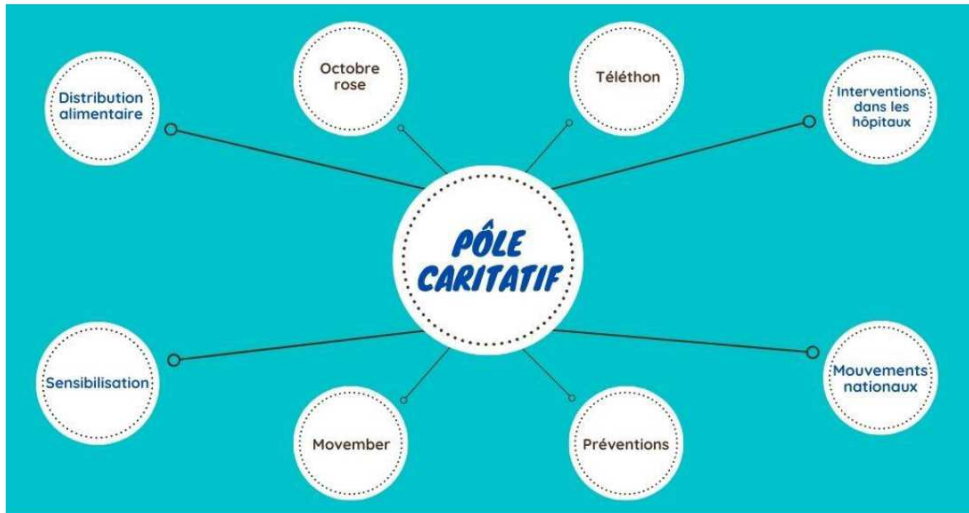 Distribution
alimentaire
Octobre
rose
Téléthon
Interventions
dans les
hôpitaux
PÔLE
CARITATIF
Sensibilisation
Movember
Préventions
Mouvements
nationaux